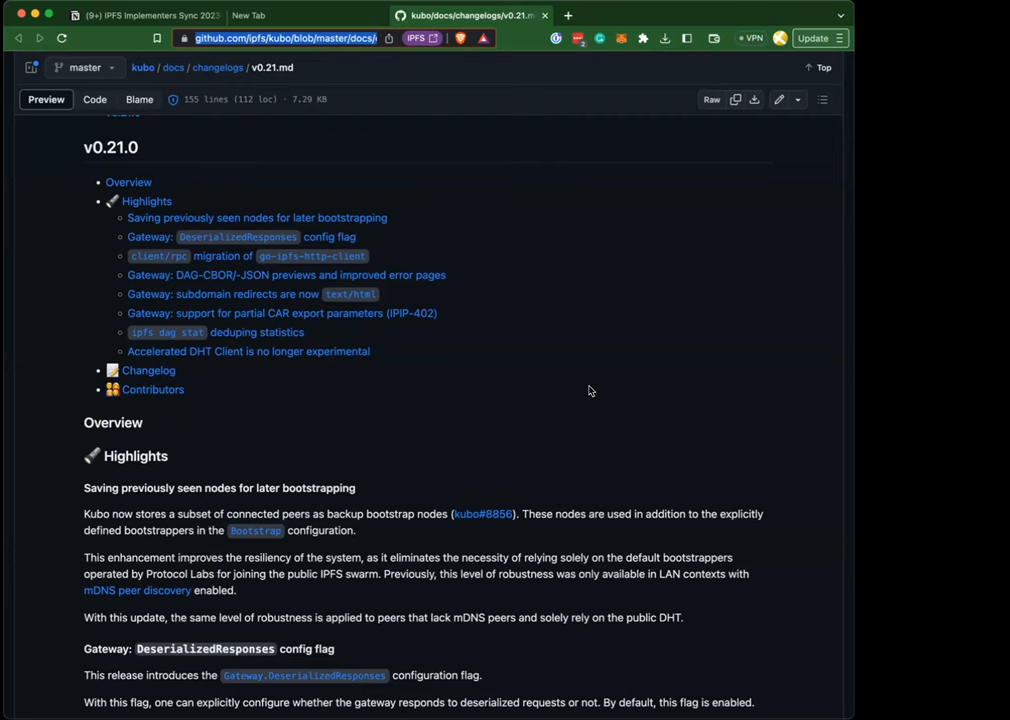 (9+) IPFS Implementers Sync 2023
New Tab
kubo/docs/changelogs/v0.21.m
github.com/ipfs/kubo/blob/master/docs/c
IPFS
2
VPN
Update
master
kubo / docs / changelogs / v0.21.md
Top
Preview
Code
Blame
155 lines (112 loc) · 7.29 KB
Raw
v0.21.0
Overview
Highlights
Saving previously seen nodes for later bootstrapping
Gateway: DeserializedResponses config flag
client/rpc migration of go-ipfs-http-client
Gateway: DAG-CBOR/-JSON previews and improved error pages
Gateway: subdomain redirects are now text/html
Gateway: support for partial CAR export parameters (IPIP-402)
ipfs dag stat deduping statistics
Accelerated DHT Client is no longer experimental
Changelog
Contributors
Overview
Highlights
Saving previously seen nodes for later bootstrapping
Kubo now stores a subset of connected peers as backup bootstrap nodes (kubo#8856). These nodes are used in addition to the explicitly
defined bootstrappers in the Bootstrap configuration.
This enhancement improves the resiliency of the system, as it eliminates the necessity of relying solely on the default bootstrappers
operated by Protocol Labs for joining the public IPFS swarm. Previously, this level of robustness was only available in LAN contexts with
mDNS peer discovery enabled.
With this update, the same level of robustness is applied to peers that lack mDNS peers and solely rely on the public DHT.
Gateway: DeserializedResponses config flag
This release introduces the Gateway.DeserializedResponses configuration flag.
With this flag, one can explicitly configure whether the gateway responds to deserialized requests or not. By default, this flag is enabled.